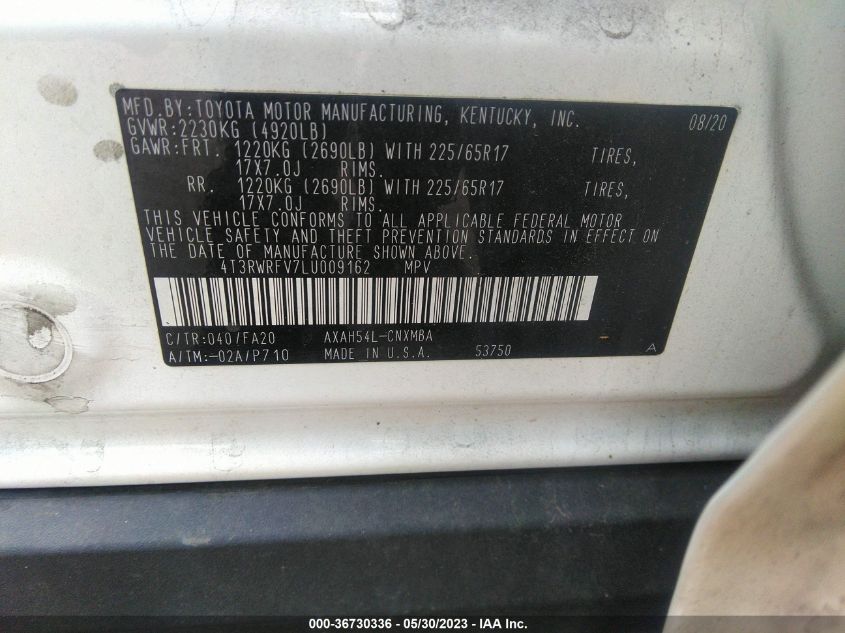 MFD. BY: TOYOTA MOTOR MANUFACTURING, KENTUCKY, INC. 08/20
GVWR: 2230KG (4920LB)
GAWR: FRT. 1220KG (2690LB) WITH 225/65R17 TIRES,
17X7.0J RIMS.
RR. 1220KG (2690LB) WITH 225/65R17 TIRES,
17X7.0J RIMS.
THIS VEHICLE CONFORMS TO ALL APPLICABLE FEDERAL MOTOR
VEHICLE SAFETY AND THEFT PREVENTION STANDARDS IN EFFECT ON
THE DATE OF MANUFACTURE SHOWN ABOVE.
4T3RWRFV7LU009162 MPV
C/TR: 040/FA20 AXAH54L-CNXMBA
A/TM: -02A/P710 MADE IN U.S.A. 53750 A
000-36730336 - 05/30/2023 - IAA Inc.